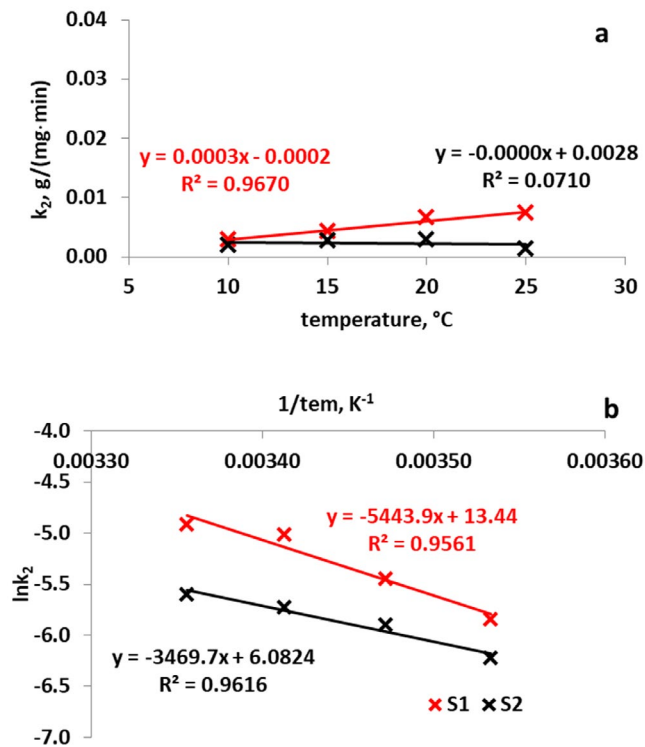 a
0.04
0.03
0.02
0.01
0.00
k₂, g/(mg·min)
y = 0.0003x - 0.0002
R² = 0.9670
y = -0.0000x + 0.0028
R² = 0.0710
5 10 15 20 25 30
temperature, °C
1/tem, K⁻¹
b
-4.0
0.00330 0.00340 0.00350 0.00360
-4.5
-5.0
-5.5
-6.0
-6.5
-7.0
lnk₂
y = -5443.9x + 13.44
R² = 0.9561
y = -3469.7x + 6.0824
R² = 0.9616
S1 S2